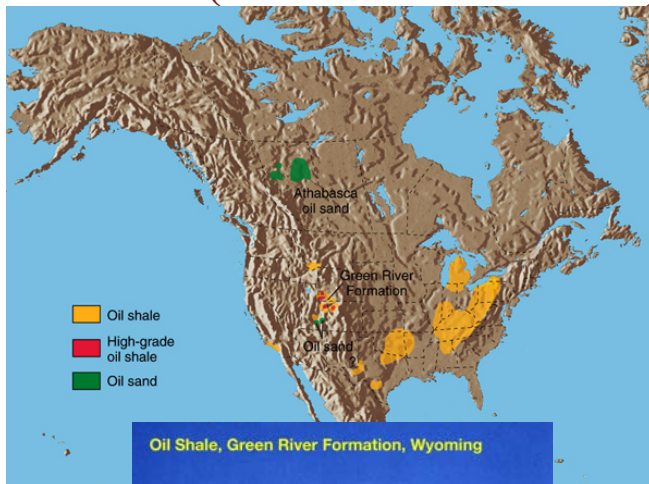 Athabasca
oil sand
Green River
Formation
Oil shale
High-grade
oil shale
Oil sand
Oil sand
?
Oil Shale, Green River Formation, Wyoming